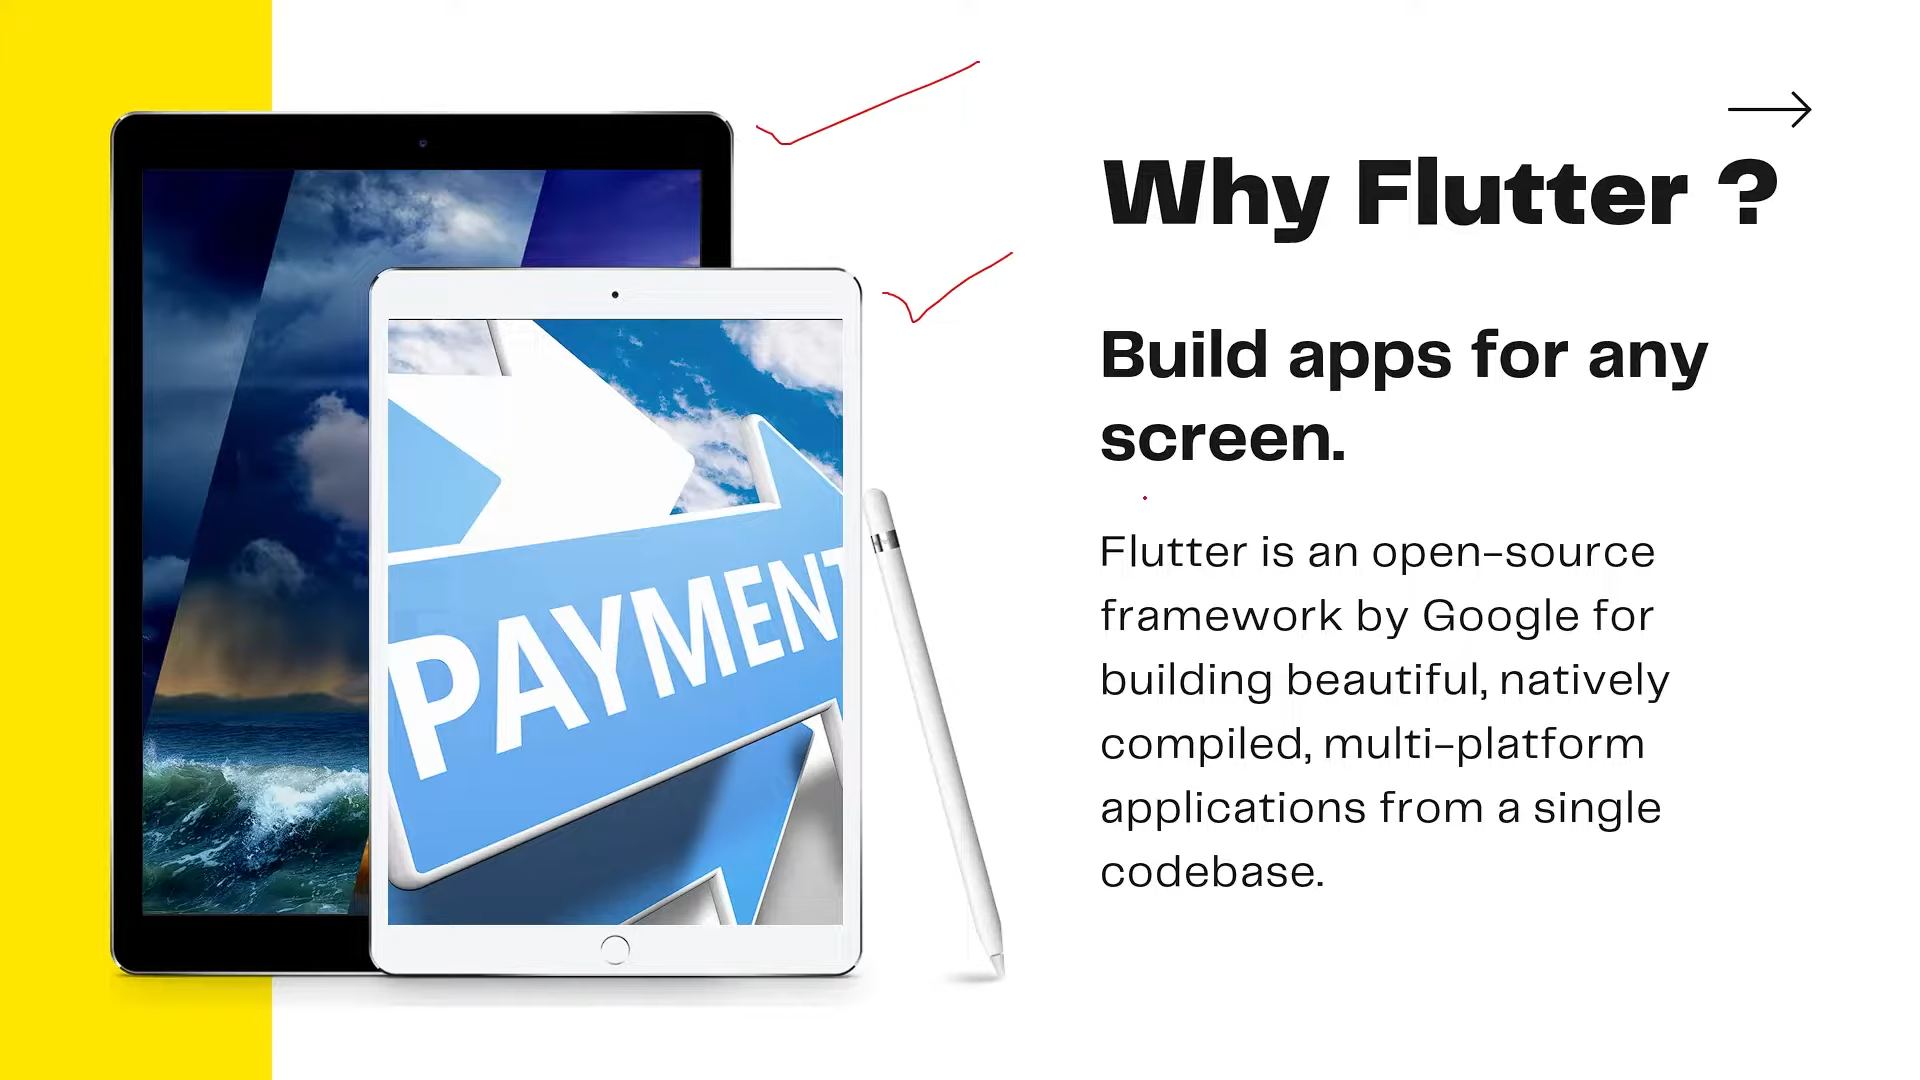 Why Flutter ?
Build apps for any
screen.
Flutter is an open-source
framework by Google for
building beautiful, natively
compiled, multi-platform
applications from a single
codebase.
PAYMENT